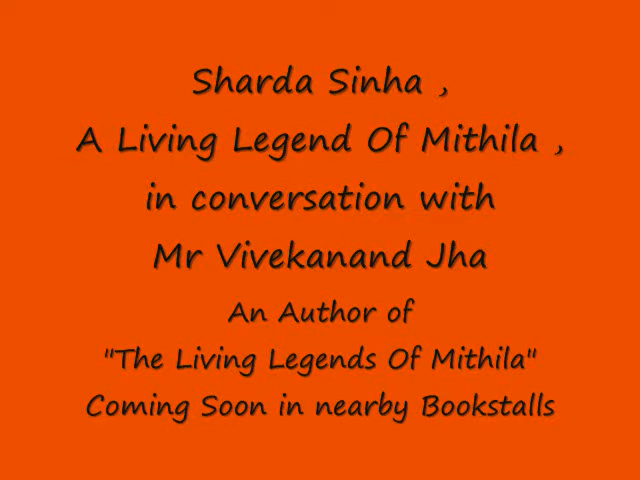 Sharda Sinha ,
A Living Legend Of Mithila ,
in conversation with
Mr Vivekanand Jha
An Author of
"The Living Legends Of Mithila"
Coming Soon in nearby Bookstalls